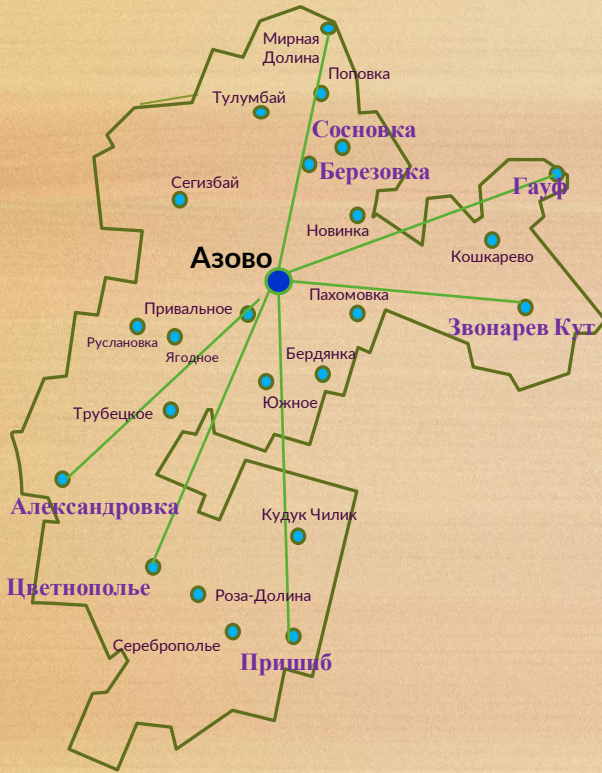 Мирная
Долина
Поповка
Тулумбай
Сосновка
Березовка
Сегизбай
Гауф
Новинка
Кошкарево
Азово
Пахомовка
Привальное
Звонарев Кут
Руслановка
Ягодное
Бердянка
Южное
Трубецкое
Александровка
Кудук Чилик
Цветнополье
Роза-Долина
Сереброполье
Пришиб